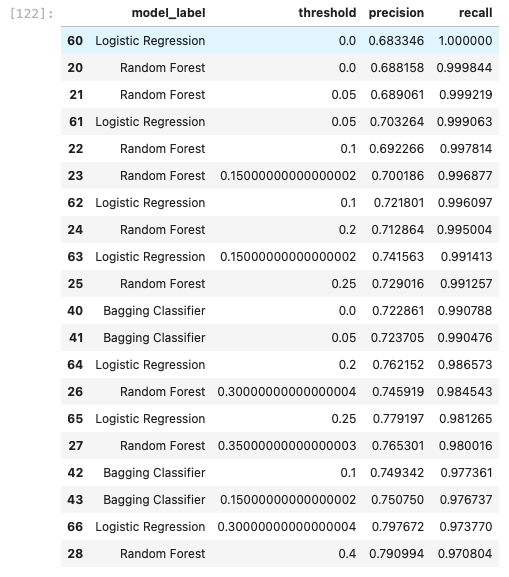 [122]: model_label threshold precision recall
60 Logistic Regression 0.0 0.683346 1.000000
20 Random Forest 0.0 0.688158 0.999844
21 Random Forest 0.05 0.689061 0.999219
61 Logistic Regression 0.05 0.703264 0.999063
22 Random Forest 0.1 0.692266 0.997814
23 Random Forest 0.15000000000000002 0.700186 0.996877
62 Logistic Regression 0.1 0.721801 0.996097
24 Random Forest 0.2 0.712864 0.995004
63 Logistic Regression 0.15000000000000002 0.741563 0.991413
25 Random Forest 0.25 0.729016 0.991257
40 Bagging Classifier 0.0 0.722861 0.990788
41 Bagging Classifier 0.05 0.723705 0.990476
64 Logistic Regression 0.2 0.762152 0.986573
26 Random Forest 0.30000000000000004 0.745919 0.984543
65 Logistic Regression 0.25 0.779197 0.981265
27 Random Forest 0.35000000000000003 0.765301 0.980016
42 Bagging Classifier 0.1 0.749342 0.977361
43 Bagging Classifier 0.15000000000000002 0.750750 0.976737
66 Logistic Regression 0.30000000000000004 0.797672 0.973770
28 Random Forest 0.4 0.790994 0.970804